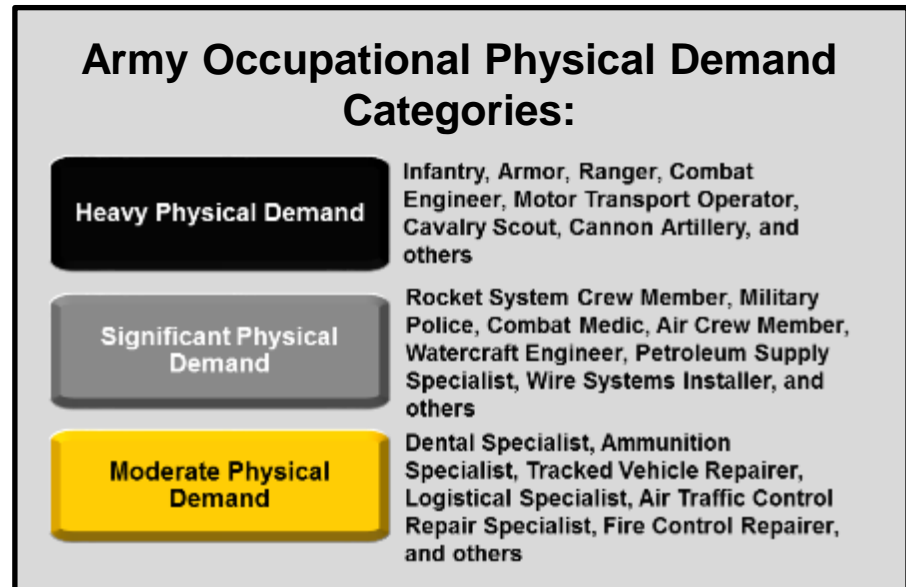 Army Occupational Physical Demand
Categories:
Heavy Physical Demand
Infantry, Armor, Ranger, Combat
Engineer, Motor Transport Operator,
Cavalry Scout, Cannon Artillery, and
others
Significant Physical
Demand
Rocket System Crew Member, Military
Police, Combat Medic, Air Crew Member,
Watercraft Engineer, Petroleum Supply
Specialist, Wire Systems Installer, and
others
Moderate Physical
Demand
Dental Specialist, Ammunition
Specialist, Tracked Vehicle Repairer,
Logistical Specialist, Air Traffic Control
Repair Specialist, Fire Control Repairer,
and others